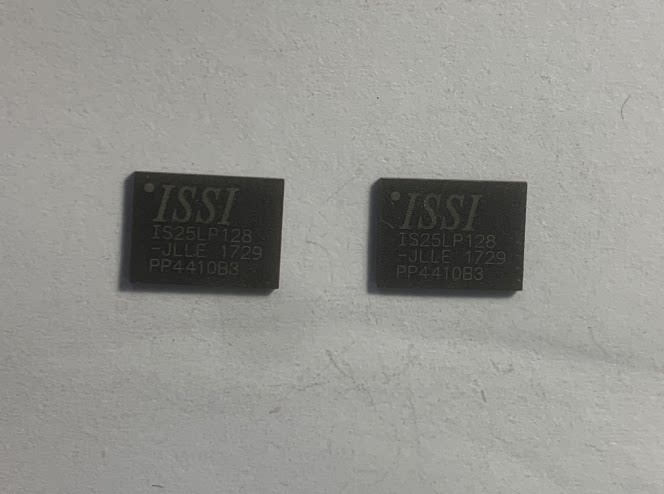 ISSI
IS25LP128
-JLLE 1729
PP4410B3
ISSI
IS25LP128
-JLLE 1729
PP4410B3